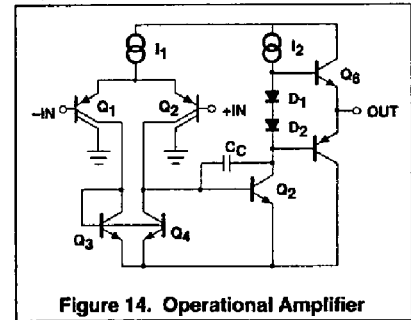 I1
I2
Q6
–IN
Q1
Q2
+IN
D1
D2
OUT
CC
Q2
Q3
Q4
Figure 14. Operational Amplifier